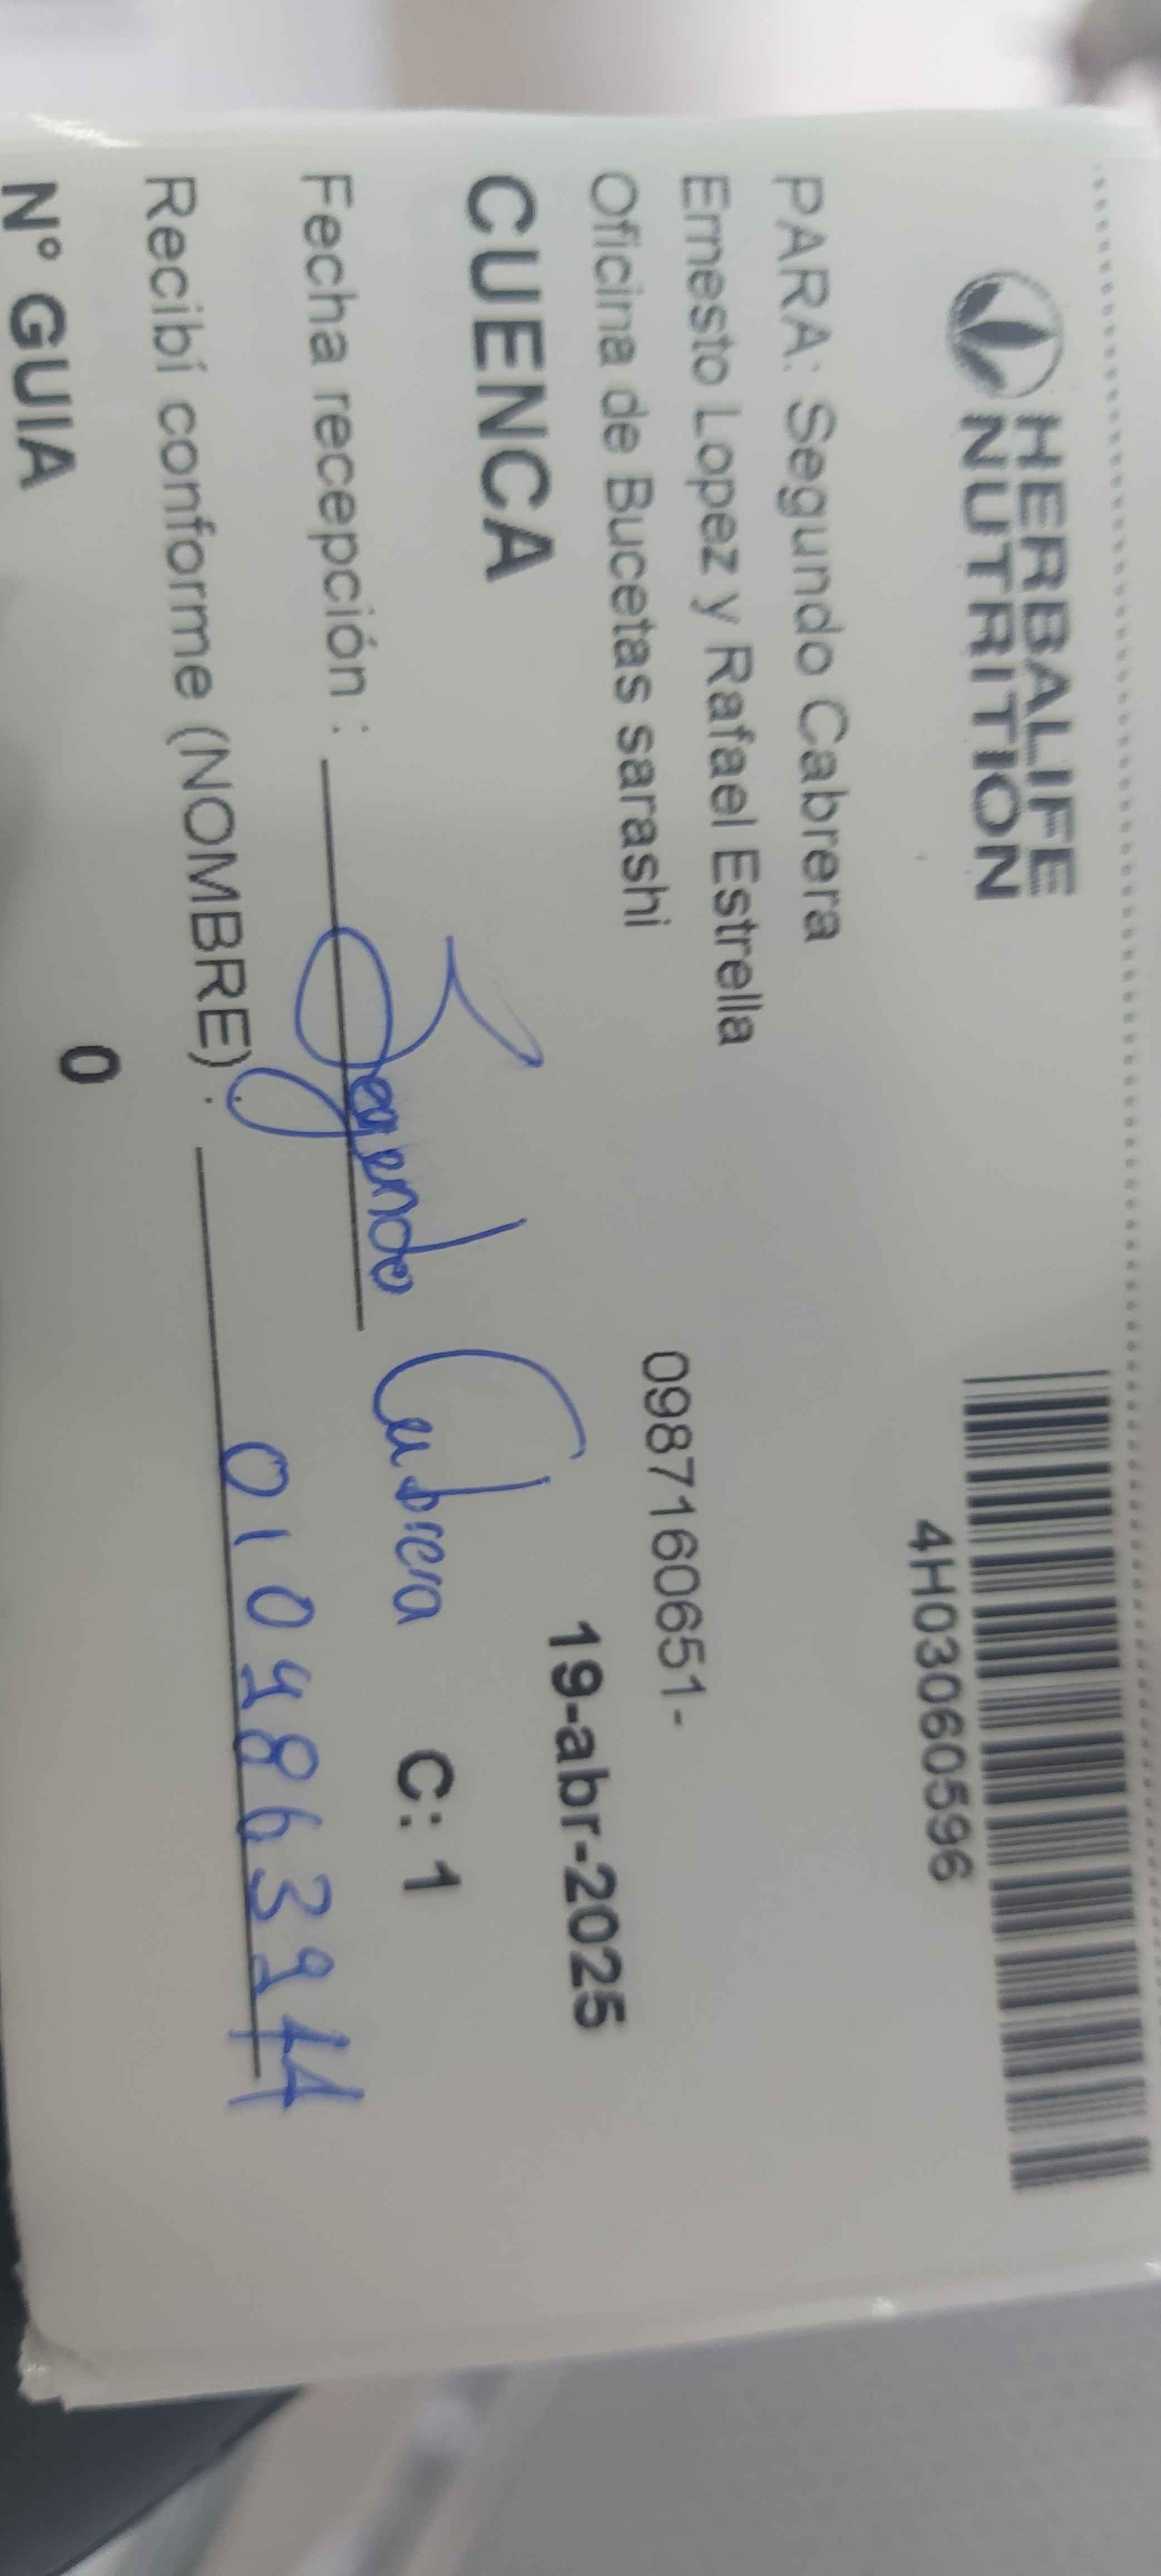 HERBALIFE
NUTRITION
4H03060596
PARA: Segundo Cabrera
Ernesto Lopez y Rafael Estrella
Oficina de Bucetas sarashi
0987160651-
CUENCA
19-abr-2025
Fecha recepción : Segundo Cabrera
C: 1
Recibí conforme (NOMBRE) :
N° GUIA
0